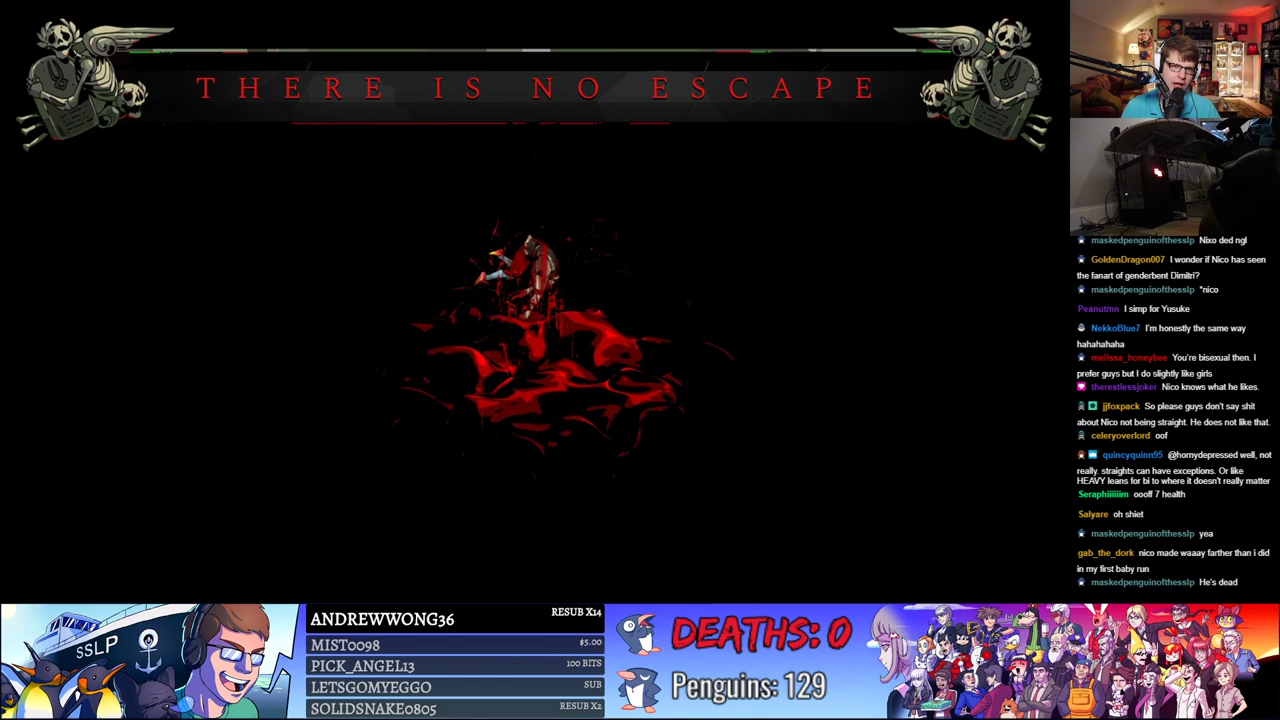 THERE IS NO ESCAPE
maskedpenguinofthesslp Nixo ded ngl
GoldenDragon007 I wonder if Nico has seen
the fanart of genderbent Dimitri?
maskedpenguinofthesslp *nico
Peanutmn I simp for Yusuke
NekkoBlue7 I'm honestly the same way
hahahahaha
melissa_honeybee You're bisexual then. I
prefer guys but I do slightly like girls
therestlessjoker Nico knows what he likes.
jjfoxpack So please guys don't say shit
about Nico not being straight. He does not like that.
celeryoverlord oof
quincyquinn95 @hornydepressed well, not
really. straights can have exceptions. Or like
HEAVY leans for bi to where it doesn't really matter
Seraphiiiiiim oooff 7 health
Salyare oh shiet
maskedpenguinofthesslp yea
gab_the_dork nico made waaay farther than i did
in my first baby run
maskedpenguinofthesslp He's dead
SSLP
ANDREWWONG36 RESUB X14
MIST0098 $5.00
PICK_ANGEL13 100 BITS
LETSGOMYEGGO SUB
SOLIDSNAKE0805 RESUB X2
DEATHS: 0
Penguins: 129